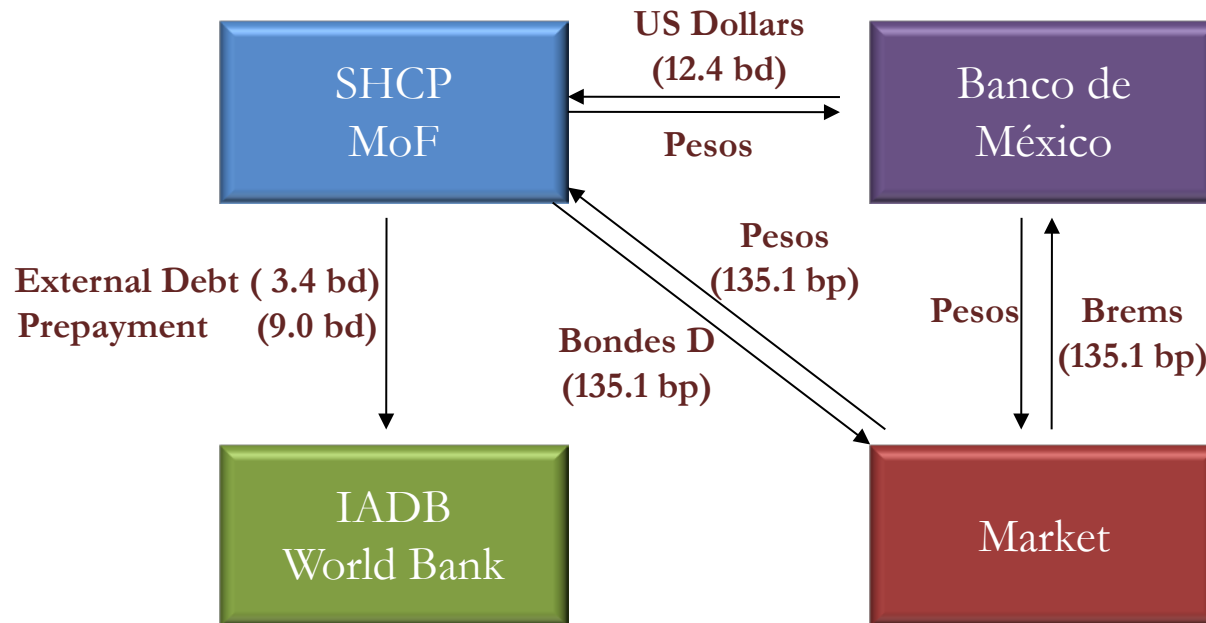 US Dollars
(12.4 bd)
SHCP
MoF
Banco de
México
Pesos
Pesos
(135.1 bp)
External Debt ( 3.4 bd)
Prepayment (9.0 bd)
Bondes D
(135.1 bp)
Pesos
Brems
(135.1 bp)
IADB
World Bank
Market